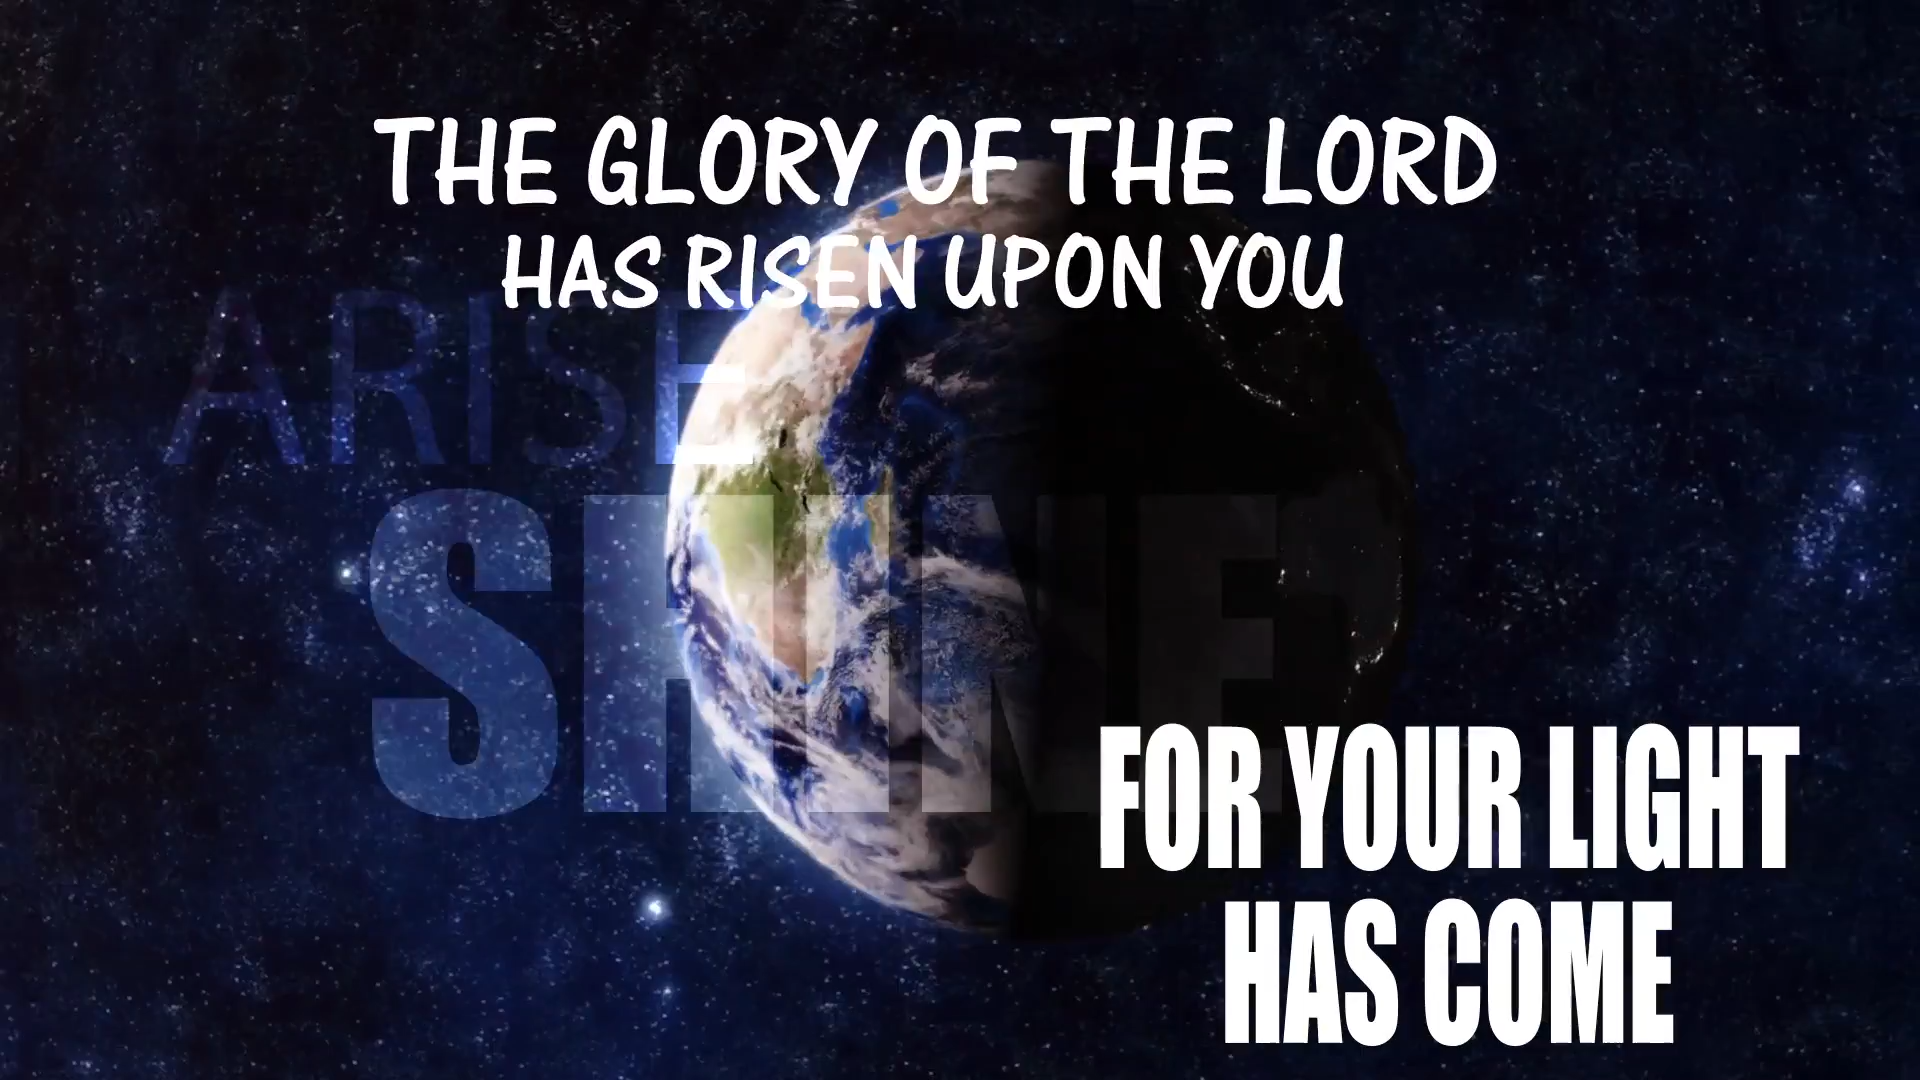 THE GLORY OF THE LORD
HAS RISEN UPON YOU
ARISE
SHINE
FOR YOUR LIGHT
HAS COME